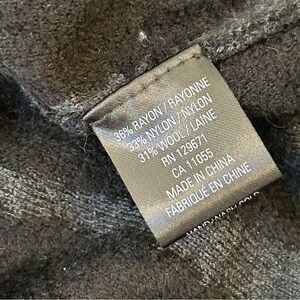 36% RAYON / RAYONNE
33% NYLON / NYLON
31% WOOL / LAINE
RN 129671
CA 11055
MADE IN CHINA
FABRIQUÉ EN CHINE